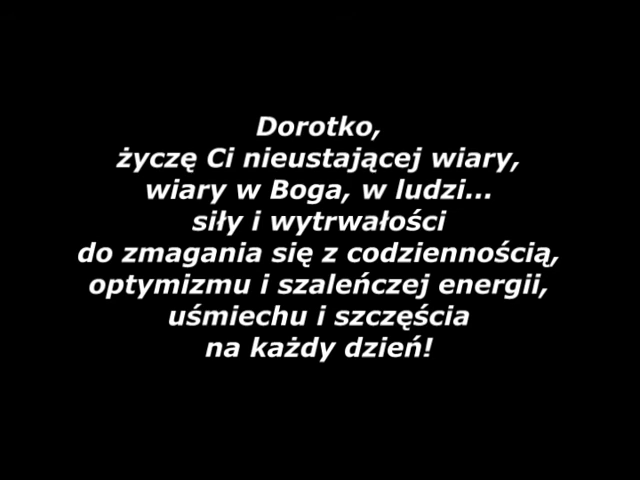 Dorotko,
życzę Ci nieustającej wiary,
wiary w Boga, w ludzi...
siły i wytrwałości
do zmagania się z codziennością,
optymizmu i szaleńczej energii,
uśmiechu i szczęścia
na każdy dzień!